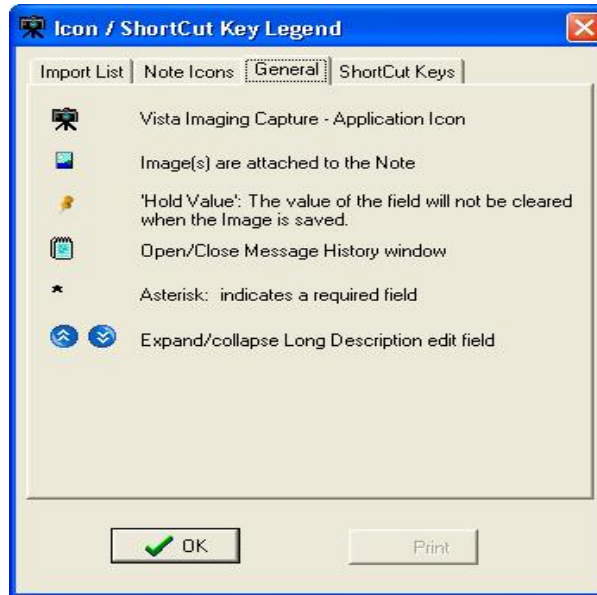 Icon / ShortCut Key Legend
Import List Note Icons General ShortCut Keys
Vista Imaging Capture - Application Icon
Image(s) are attached to the Note
'Hold Value': The value of the field will not be cleared
when the Image is saved.
Open/Close Message History window
* Asterisk: indicates a required field
Expand/collapse Long Description edit field
OK Print